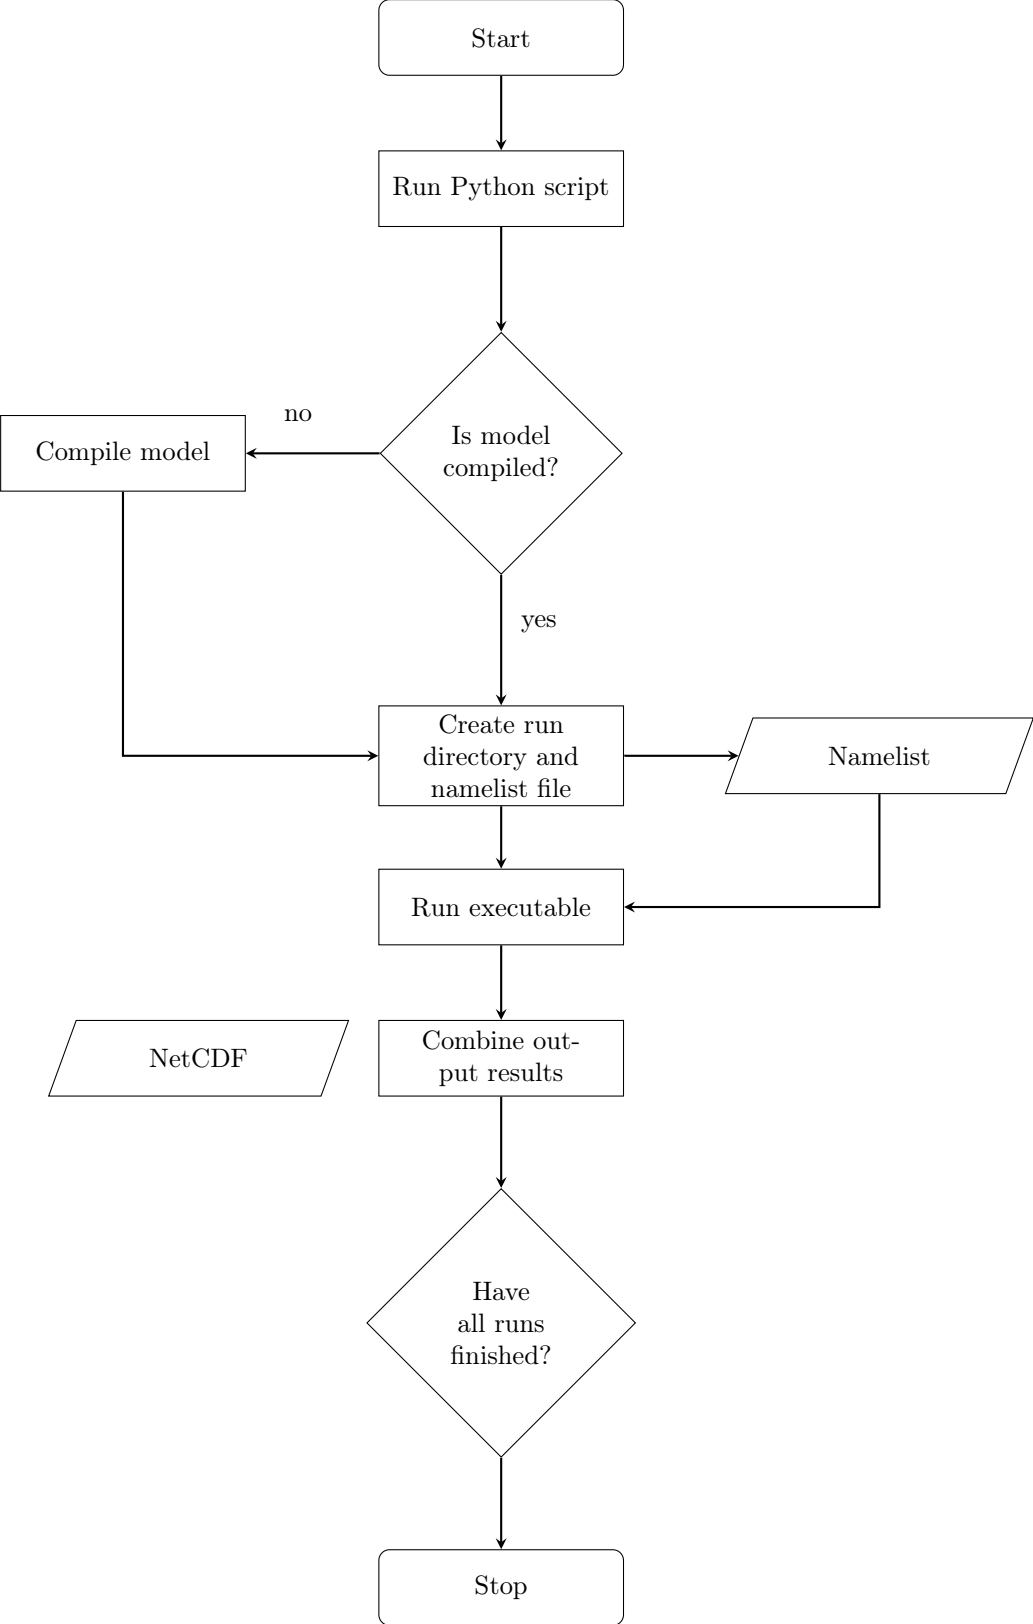 Start
Run Python script
no
Compile model
Is model
compiled?
yes
Create run
directory and
namelist file
Namelist
Run executable
NetCDF
Combine out-
put results
Have
all runs
finished?
Stop